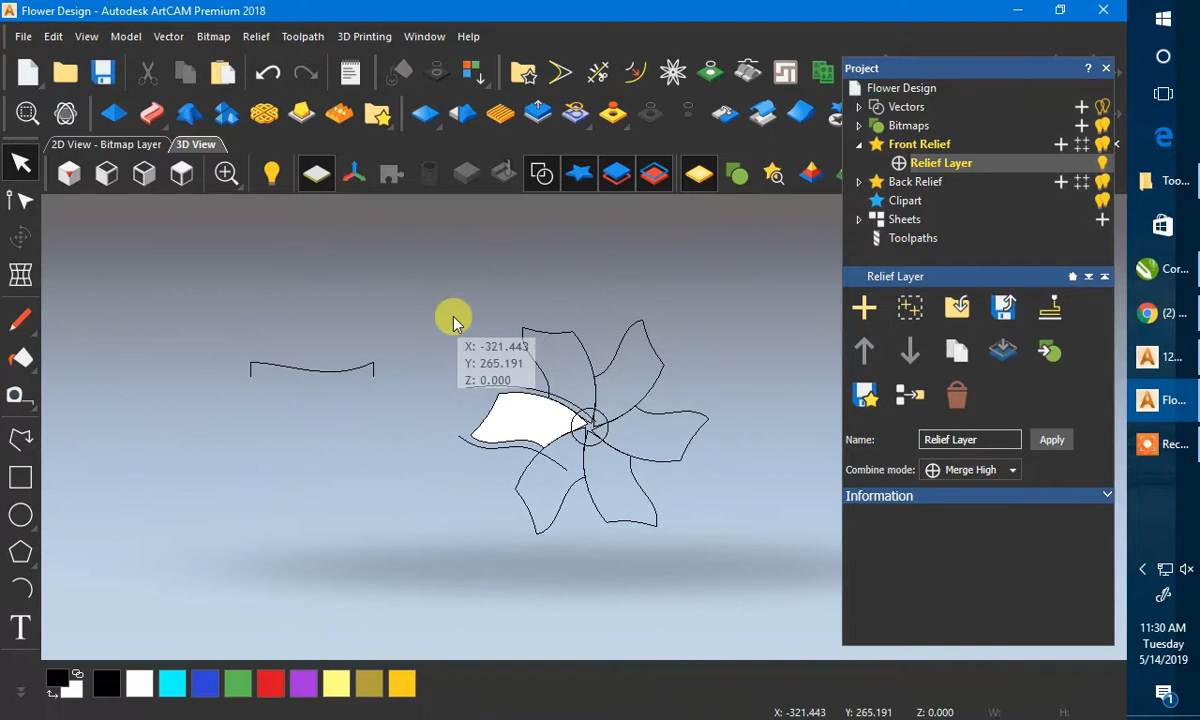 Flower Design - Autodesk ArtCAM Premium 2018
File Edit View Model Vector Bitmap Relief Toolpath 3D Printing Window Help
Project
Flower Design
Vectors
Bitmaps
Front Relief
Relief Layer
Back Relief
Clipart
Sheets
Toolpaths
2D View - Bitmap Layer 3D View
X: -321.443
Y: 265.191
Z: 0.000
Relief Layer
Name: Relief Layer Apply
Combine mode: Merge High
Information
T
Too...
Cor...
(2) ...
12...
Flo...
Rec...
11:30 AM
Tuesday
5/14/2019
1
X: -321.443 Y: 265.191 Z: 0.000 W: H: